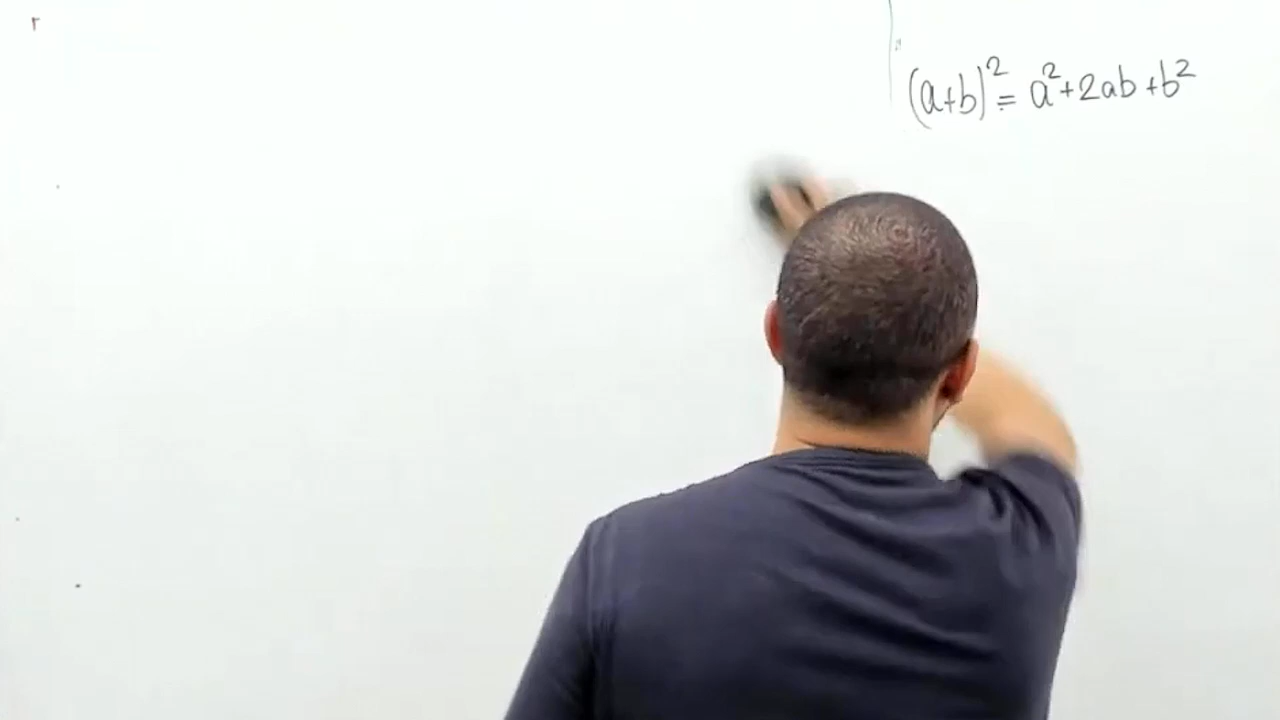 (a+b)² = a²+2ab+b²